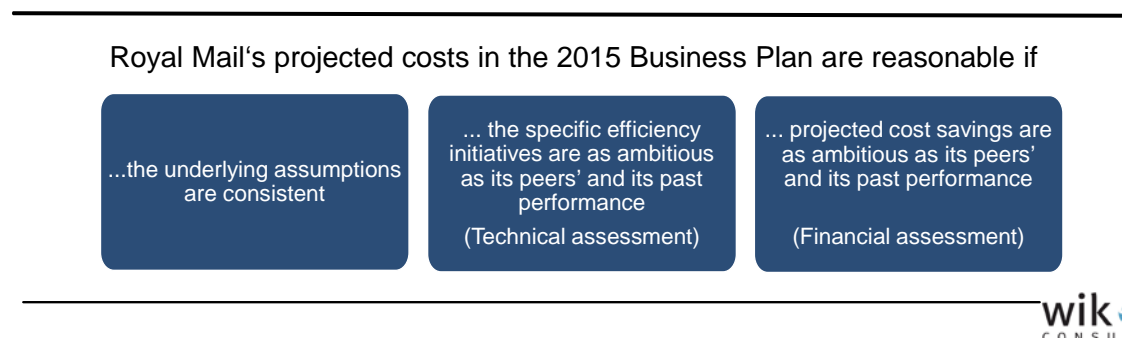 Royal Mail‘s projected costs in the 2015 Business Plan are reasonable if
...the underlying assumptions
are consistent
... the specific efficiency
initiatives are as ambitious
as its peers’ and its past
performance
(Technical assessment)
... projected cost savings are
as ambitious as its peers’
and its past performance
(Financial assessment)
wik
CONSU